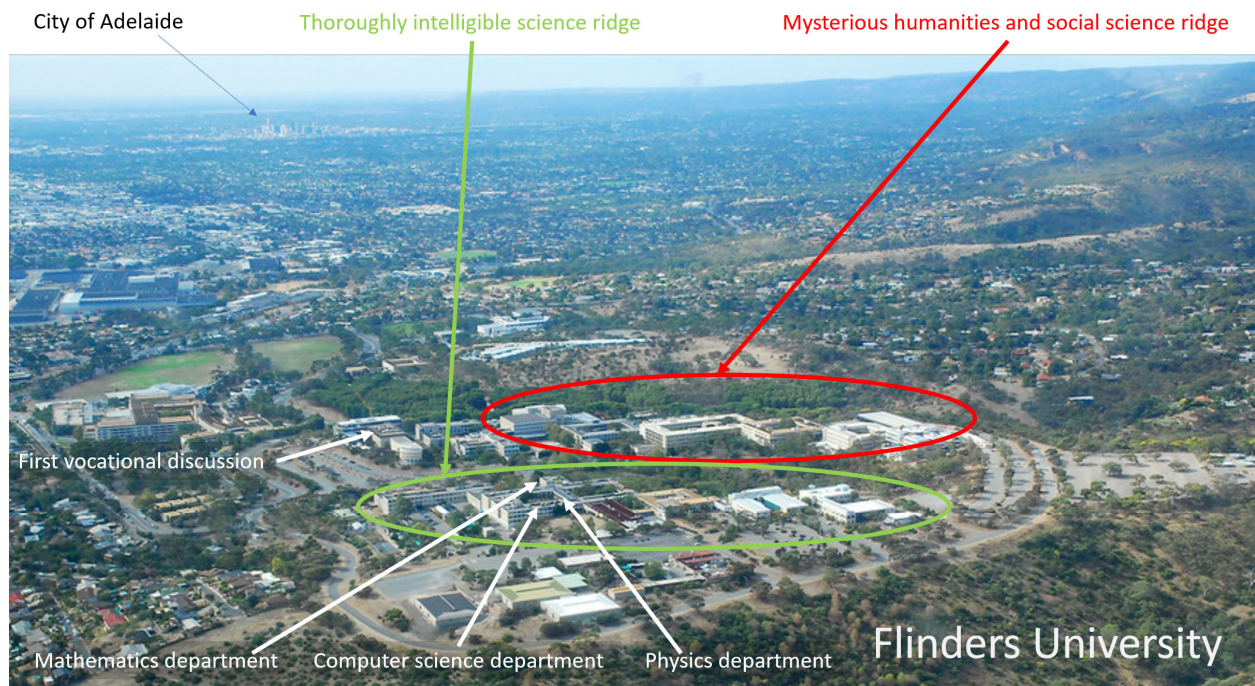 City of Adelaide
Thoroughly intelligible science ridge
Mysterious humanities and social science ridge
First vocational discussion
Mathematics department
Computer science department
Physics department
Flinders University